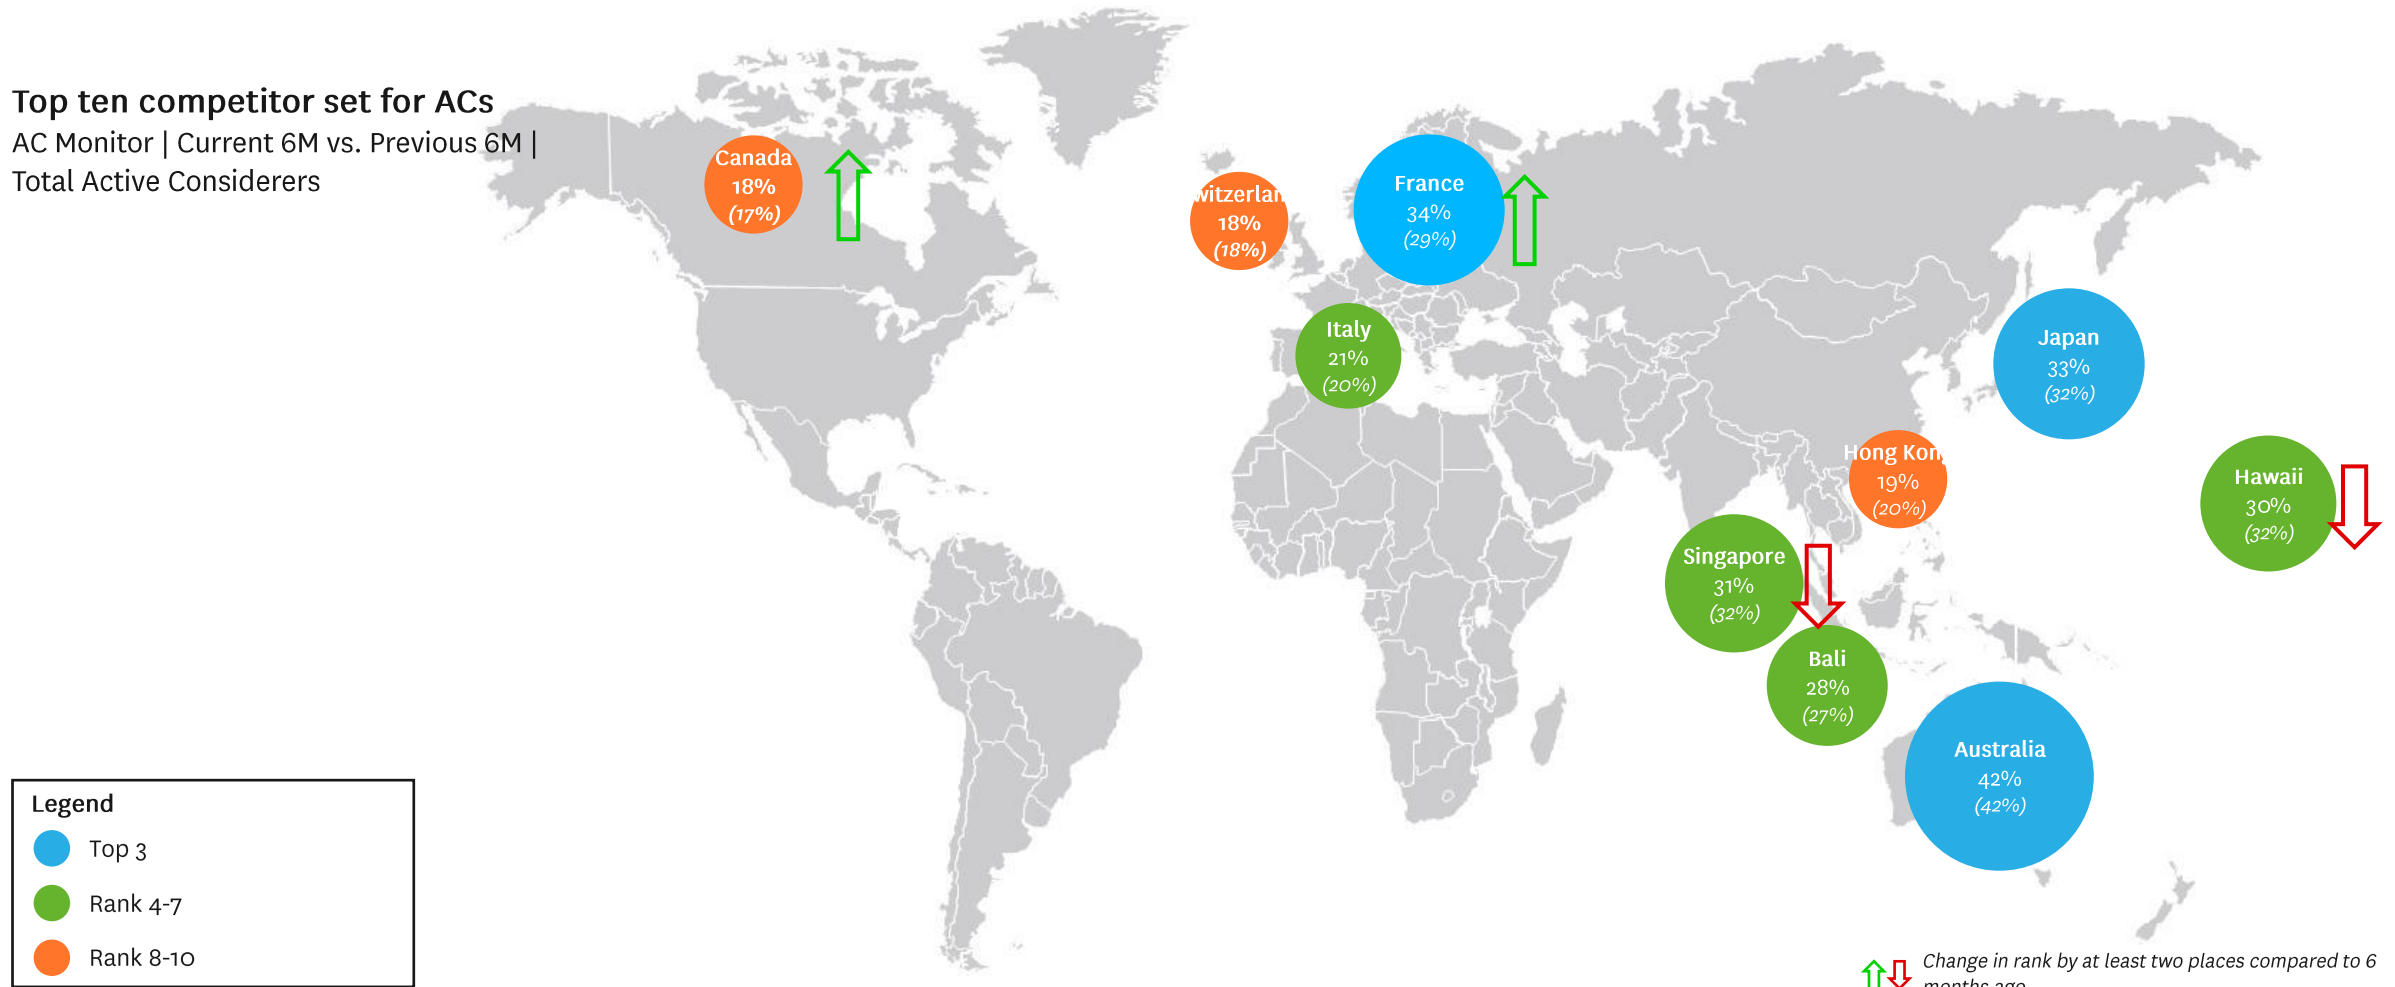 Top ten competitor set for ACs
AC Monitor | Current 6M vs. Previous 6M |
Total Active Considerers
Canada
18%
(17%)
witzerlan
18%
(18%)
France
34%
(29%)
Italy
21%
(20%)
Japan
33%
(32%)
Hong Kon
19%
(20%)
Hawaii
30%
(32%)
Singapore
31%
(32%)
Bali
28%
(27%)
Australia
42%
(42%)
Legend
Top 3
Rank 4-7
Rank 8-10
Change in rank by at least two places compared to 6
months ago